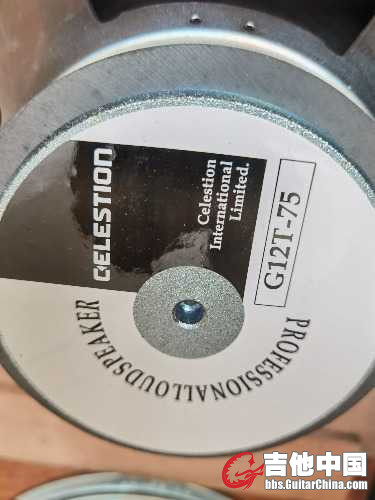 CELESTION
Celestion
International
Limited.
G12T-75
PROFESSIONALLOUDSPEAKER
吉他中国
bbs.GuitarChina.com